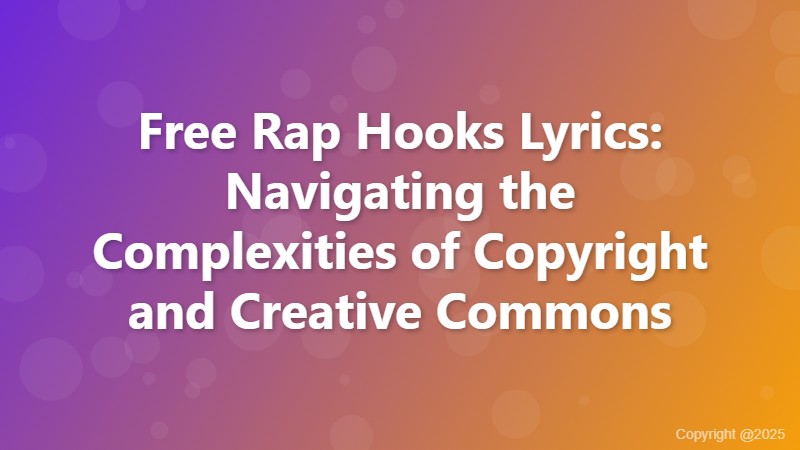 Free Rap Hooks Lyrics:
Navigating the
Complexities of Copyright
and Creative Commons
Copyright @2025